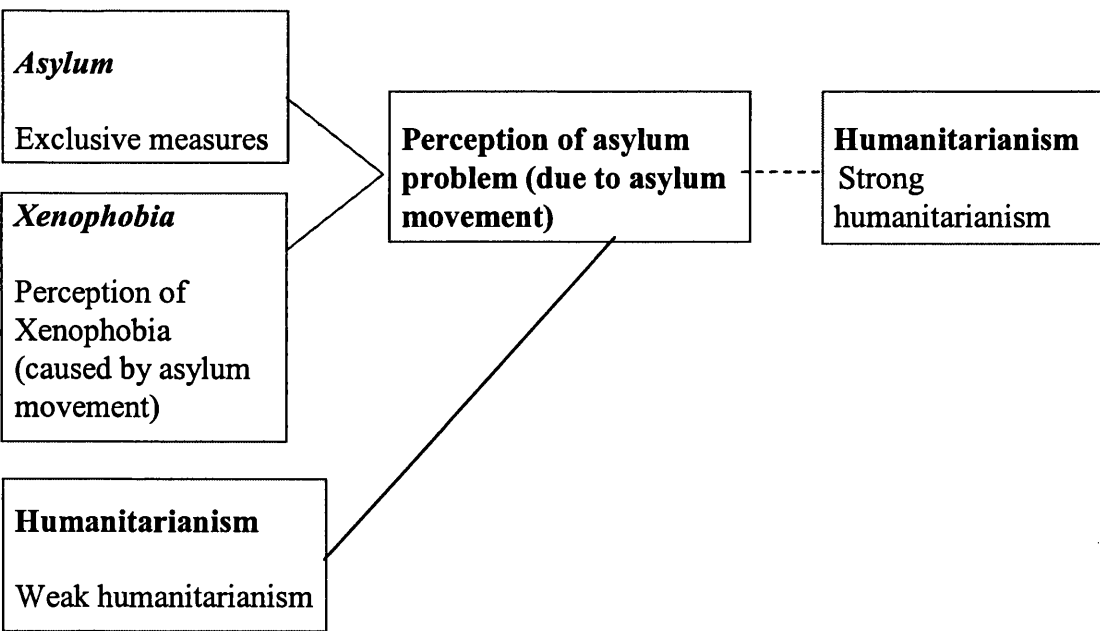 Asylum
Exclusive measures
Xenophobia
Perception of
Xenophobia
(caused by asylum
movement)
Humanitarianism
Weak humanitarianism
Perception of asylum
problem (due to asylum
movement)
Humanitarianism
Strong
humanitarianism